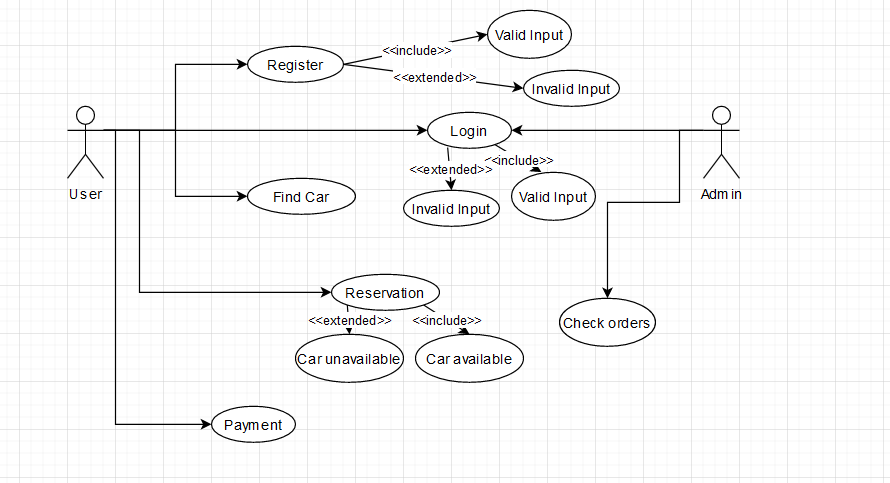 Valid Input
<<include>>
Register
<<extended>>
Invalid Input
Login
<<extended>>
<<include>>
User
Find Car
Invalid Input
Valid Input
Admin
Reservation
<<extended>>
<<include>>
Check orders
Car unavailable
Car available
Payment